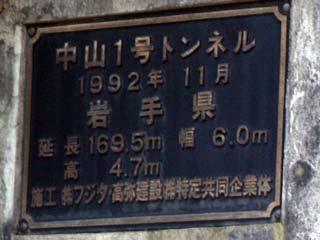 中山1号トンネル
1992年 11月
岩手県
延長 169.5m 幅 6.0m
高 4.7m
施工 ㈱フジタ・高弥建設㈱特定共同企業体